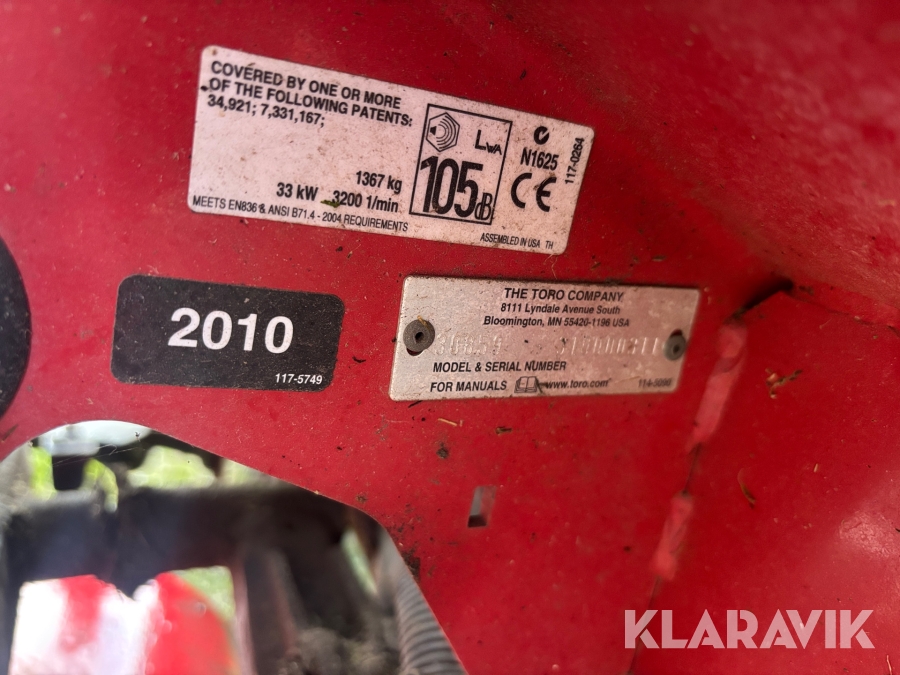 COVERED BY ONE OR MORE
OF THE FOLLOWING PATENTS:
34,921; 7,331,167;
1367 kg
33 kW 3200 1/min
MEETS EN836 & ANSI B71.4 - 2004 REQUIREMENTS
LWA
105dB
N1625
CE
117-0264
ASSEMBLED IN USA TH
2010
117-5749
THE TORO COMPANY
8111 Lyndale Avenue South
Bloomington, MN 55420-1196 USA
MODEL & SERIAL NUMBER
FOR MANUALS www.toro.com
KLARAVIK